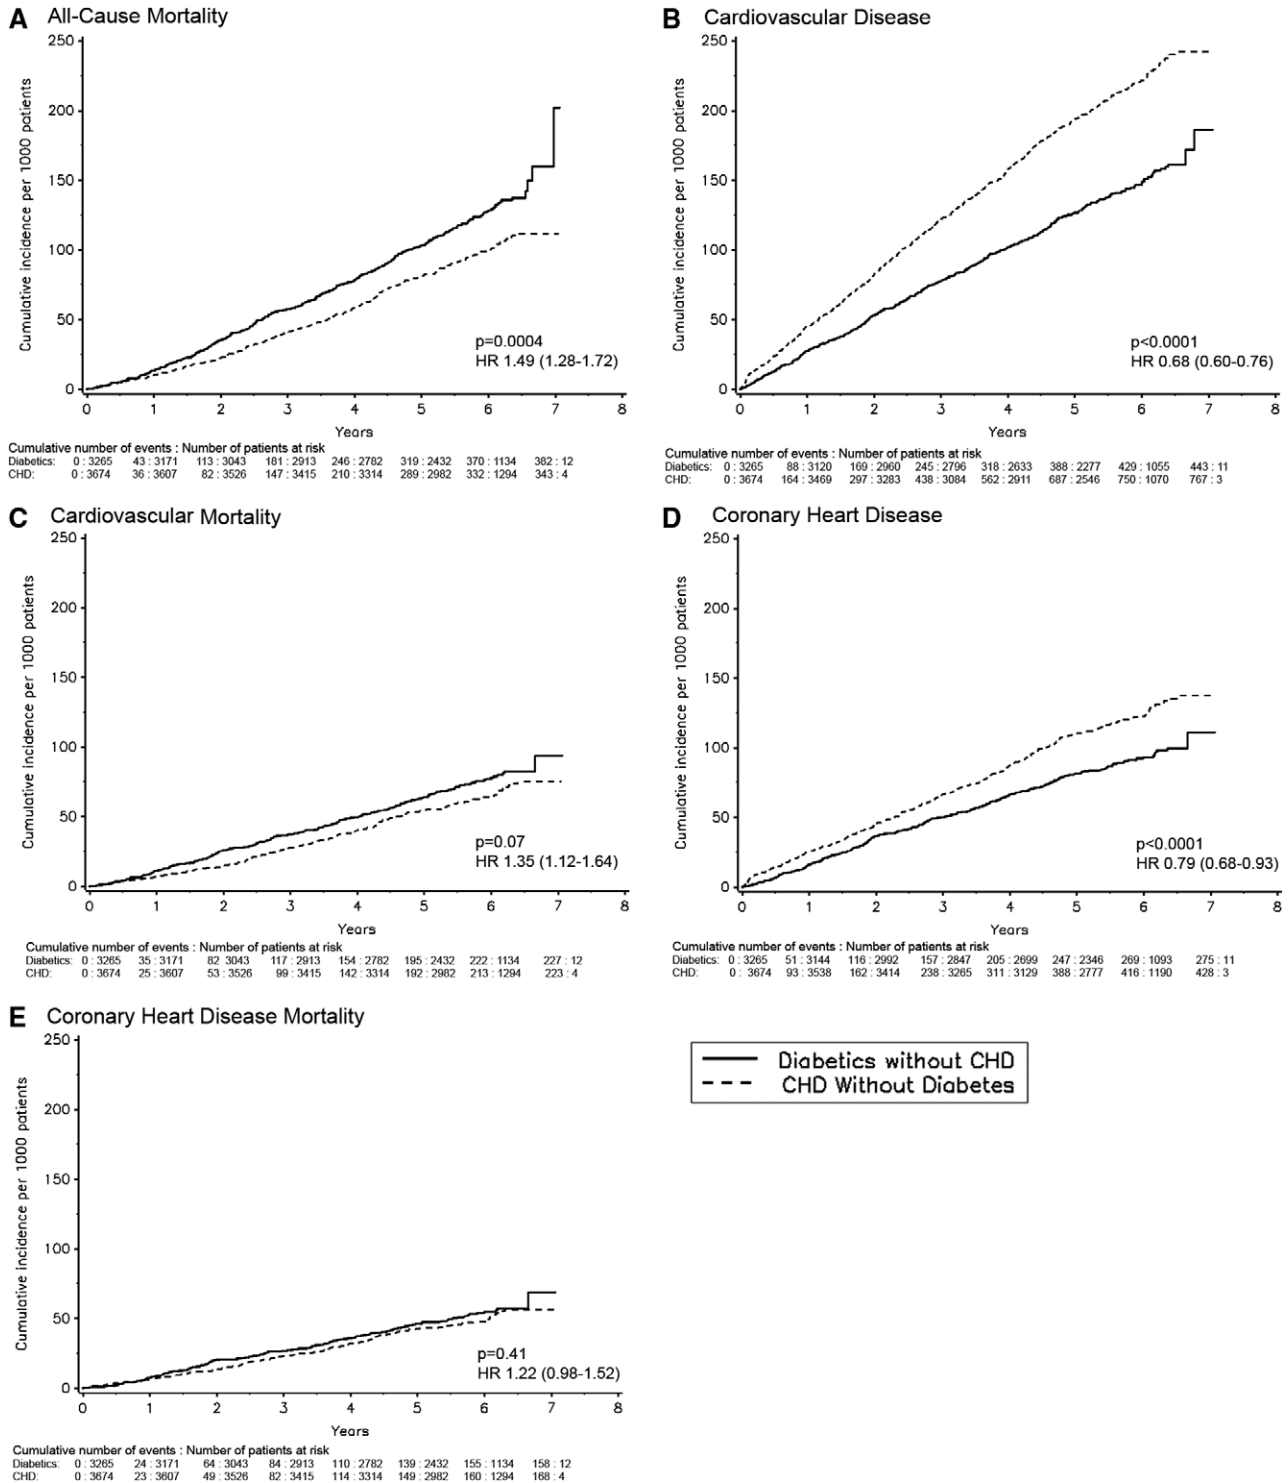 A All-Cause Mortality
250
200
150
100
50
0
Cumulative incidence per 1000 patients
p=0.0004
HR 1.49 (1.28-1.72)
0 1 2 3 4 5 6 7 8
Years
Cumulative number of events : Number of patients at risk
Diabetics: 0 : 3265 43 : 3171 113 : 3043 181 : 2913 246 : 2782 319 : 2432 370 : 1134 382 : 12
CHD: 0 : 3674 36 : 3607 82 : 3526 147 : 3415 210 : 3314 289 : 2982 332 : 1294 343 : 4
B Cardiovascular Disease
250
200
150
100
50
0
Cumulative incidence per 1000 patients
p<0.0001
HR 0.68 (0.60-0.76)
0 1 2 3 4 5 6 7 8
Years
Cumulative number of events : Number of patients at risk
Diabetics: 0 : 3265 88 : 3120 169 : 2960 245 : 2796 318 : 2633 388 : 2277 429 : 1055 443 : 11
CHD: 0 : 3674 164 : 3469 297 : 3283 438 : 3084 562 : 2911 687 : 2546 750 : 1070 767 : 3
C Cardiovascular Mortality
250
200
150
100
50
0
Cumulative incidence per 1000 patients
p=0.07
HR 1.35 (1.12-1.64)
0 1 2 3 4 5 6 7 8
Years
Cumulative number of events : Number of patients at risk
Diabetics: 0 : 3265 35 : 3171 82 3043 117 : 2913 154 : 2782 195 : 2432 222 : 1134 227 : 12
CHD: 0 : 3674 25 : 3607 53 : 3526 99 : 3415 142 : 3314 192 : 2982 213 : 1294 223 : 4
D Coronary Heart Disease
250
200
150
100
50
0
Cumulative incidence per 1000 patients
p<0.0001
HR 0.79 (0.68-0.93)
0 1 2 3 4 5 6 7 8
Years
Cumulative number of events : Number of patients at risk
Diabetics: 0 : 3265 51 : 3144 116 : 2992 157 : 2847 205 : 2699 247 : 2346 269 : 1093 275 : 11
CHD: 0 : 3674 93 : 3538 162 : 3414 238 : 3265 311 : 3129 388 : 2777 416 : 1190 428 : 3
E Coronary Heart Disease Mortality
250
200
150
100
50
0
Cumulative incidence per 1000 patients
p=0.41
HR 1.22 (0.98-1.52)
0 1 2 3 4 5 6 7 8
Years
Cumulative number of events : Number of patients at risk
Diabetics: 0 : 3265 24 : 3171 64 : 3043 84 : 2913 110 : 2782 139 : 2432 155 : 1134 158 : 12
CHD: 0 : 3674 23 : 3607 49 : 3526 82 : 3415 114 : 3314 149 : 2982 160 : 1294 168 : 4
Diabetics without CHD
CHD Without Diabetes